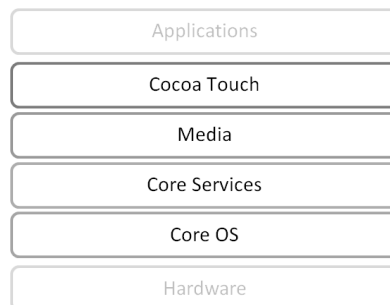 Applications
Cocoa Touch
Media
Core Services
Core OS
Hardware